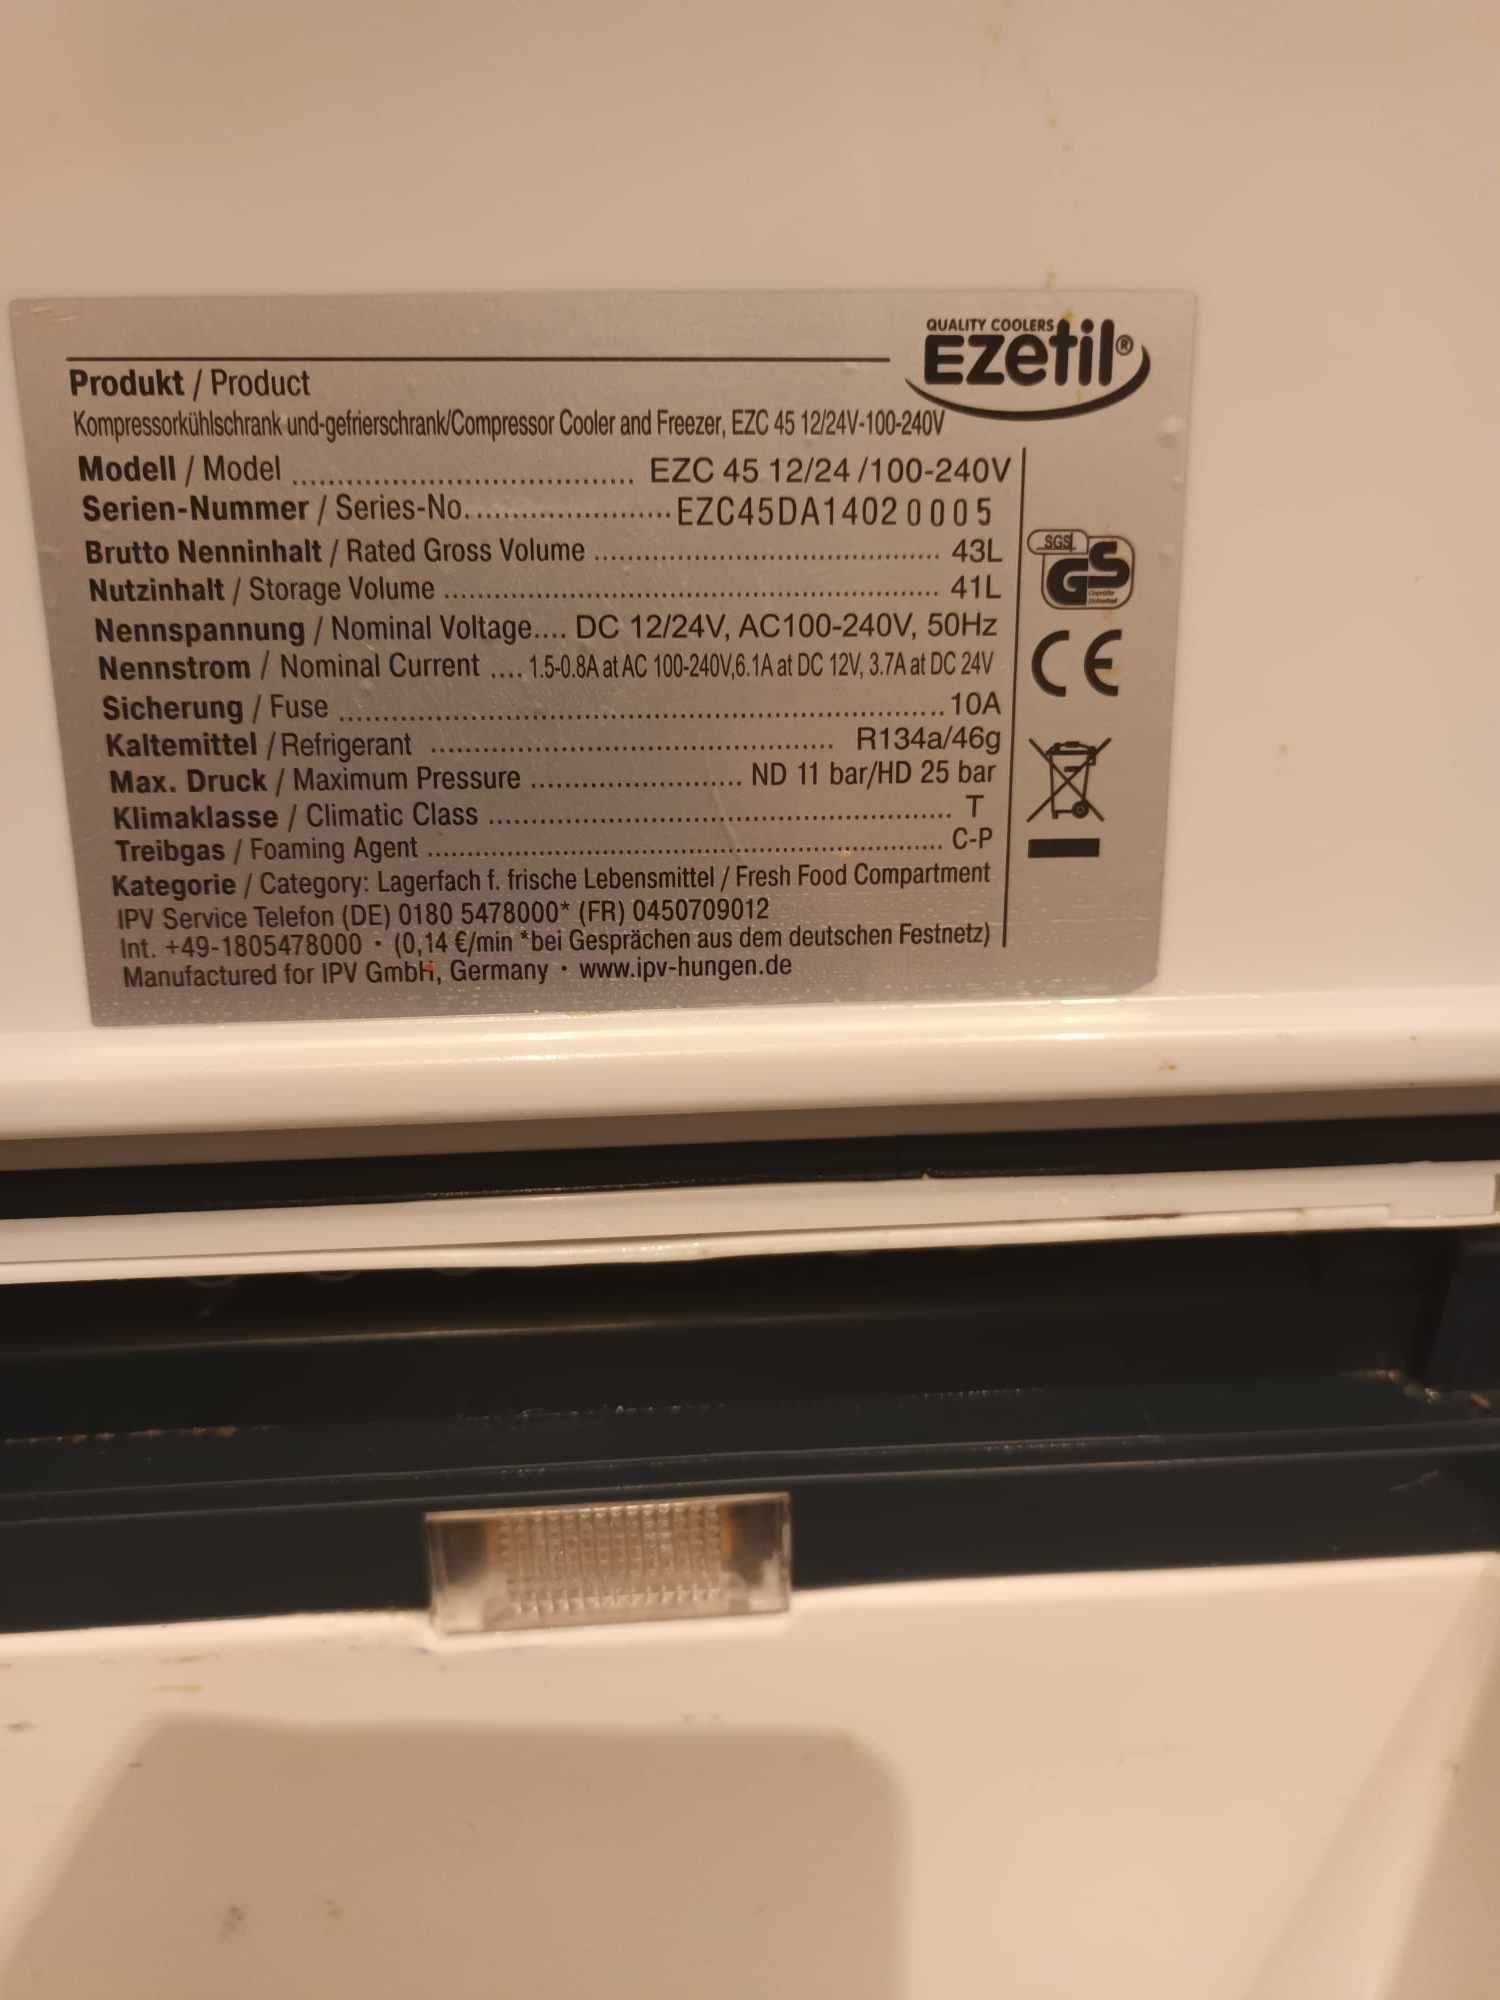 QUALITY COOLERS
Ezetil®
Produkt / Product
Kompressorkühlschrank und-gefrierschrank/Compressor Cooler and Freezer, EZC 45 12/24V-100-240V
Modell / Model .................................... EZC 45 12/24 /100-240V
Serien-Nummer / Series-No. ......................... EZC45DA1402 0 0 0 5
Brutto Nenninhalt / Rated Gross Volume ........................................ 43L
Nutzinhalt / Storage Volume ............................................................ 41L
Nennspannung / Nominal Voltage.... DC 12/24V, AC100-240V, 50Hz
Nennstrom / Nominal Current .... 1.5-0.8A at AC 100-240V,6.1A at DC 12V, 3.7A at DC 24V
Sicherung / Fuse ........................................................................ 10A
Kaltemittel /Refrigerant ................................................ R134a/46g
Max. Druck / Maximum Pressure ......................... ND 11 bar/HD 25 bar
Klimaklasse / Climatic Class ........................................................ T
Treibgas / Foaming Agent ................................................................ C-P
Kategorie / Category: Lagerfach f. frische Lebensmittel / Fresh Food Compartment
IPV Service Telefon (DE) 0180 5478000* (FR) 0450709012
Int. +49-1805478000 · (0,14 €/min *bei Gesprächen aus dem deutschen Festnetz)
Manufactured for IPV GmbH, Germany · www.ipv-hungen.de
SGS
GS
geprüfte
Sicherheit
CE